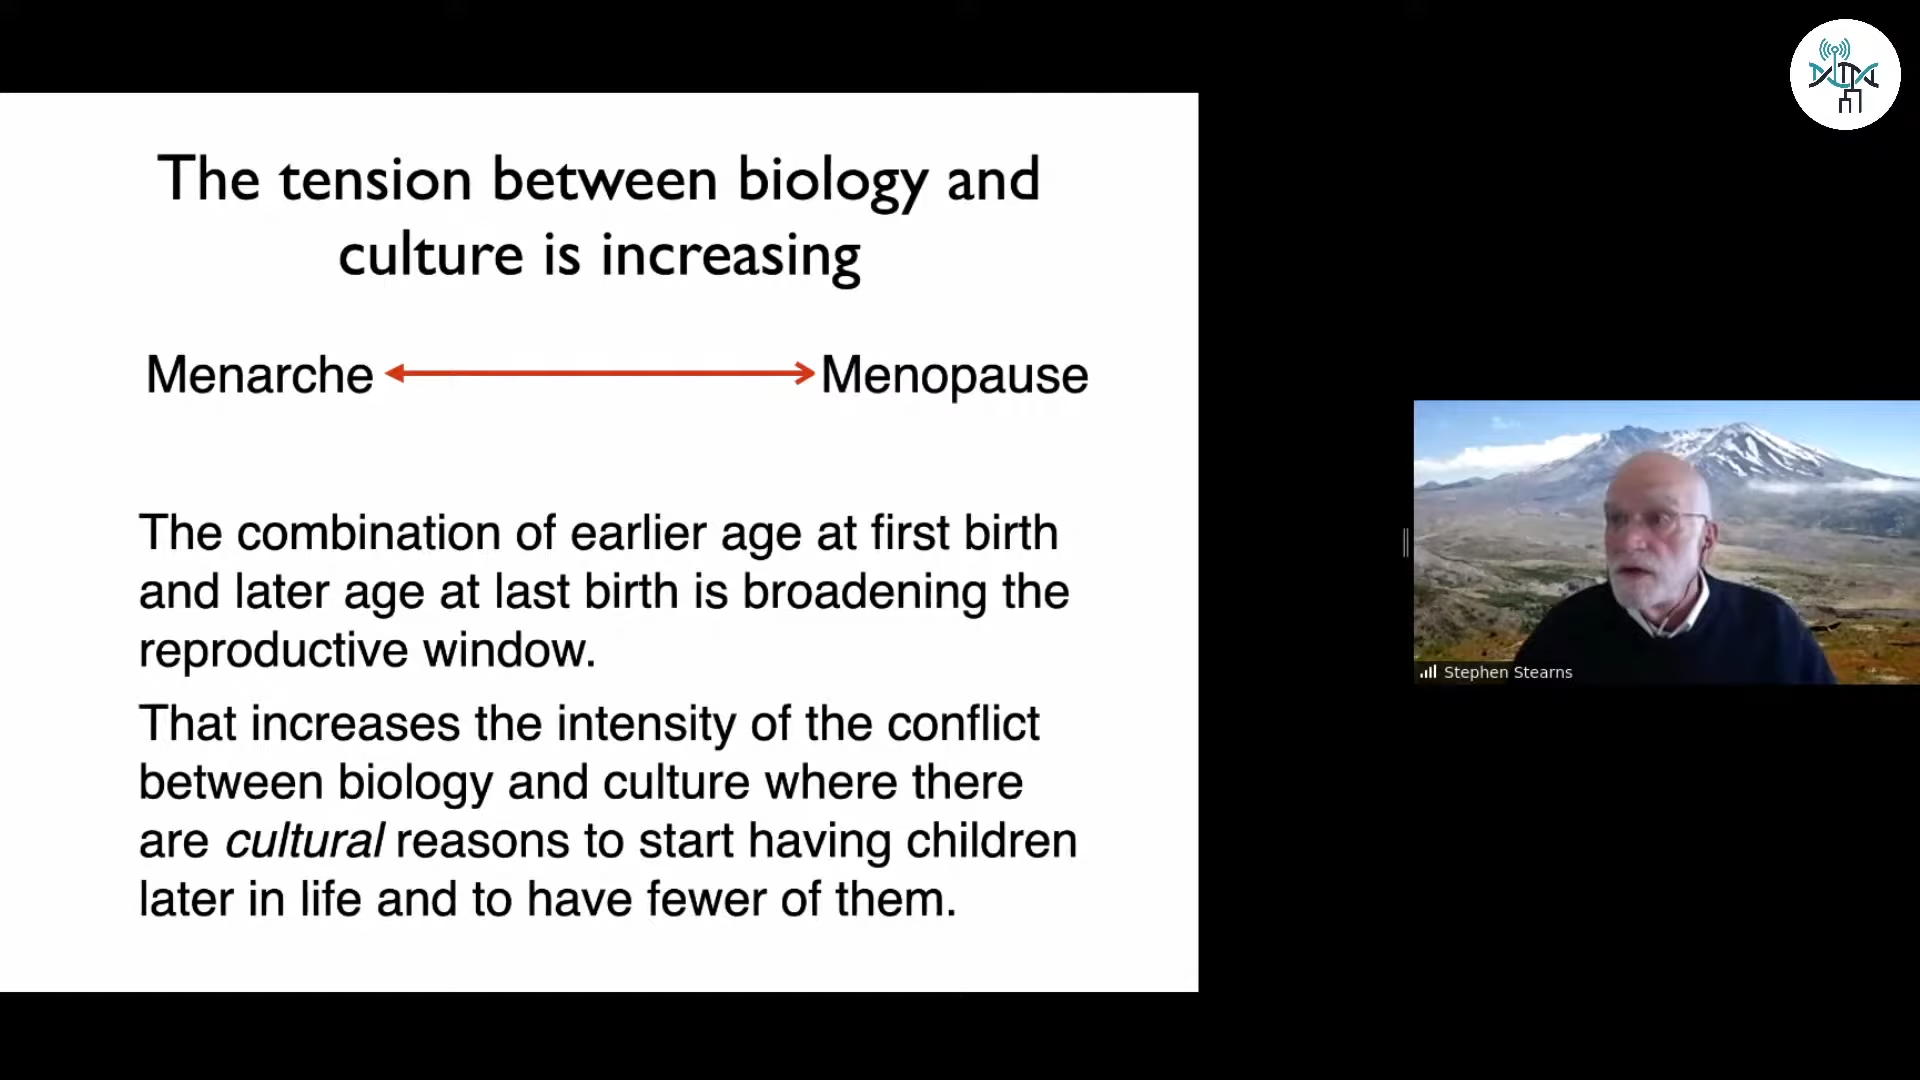 The tension between biology and
culture is increasing
Menarche Menopause
The combination of earlier age at first birth
and later age at last birth is broadening the
reproductive window.
That increases the intensity of the conflict
between biology and culture where there
are cultural reasons to start having children
later in life and to have fewer of them.
Stephen Stearns